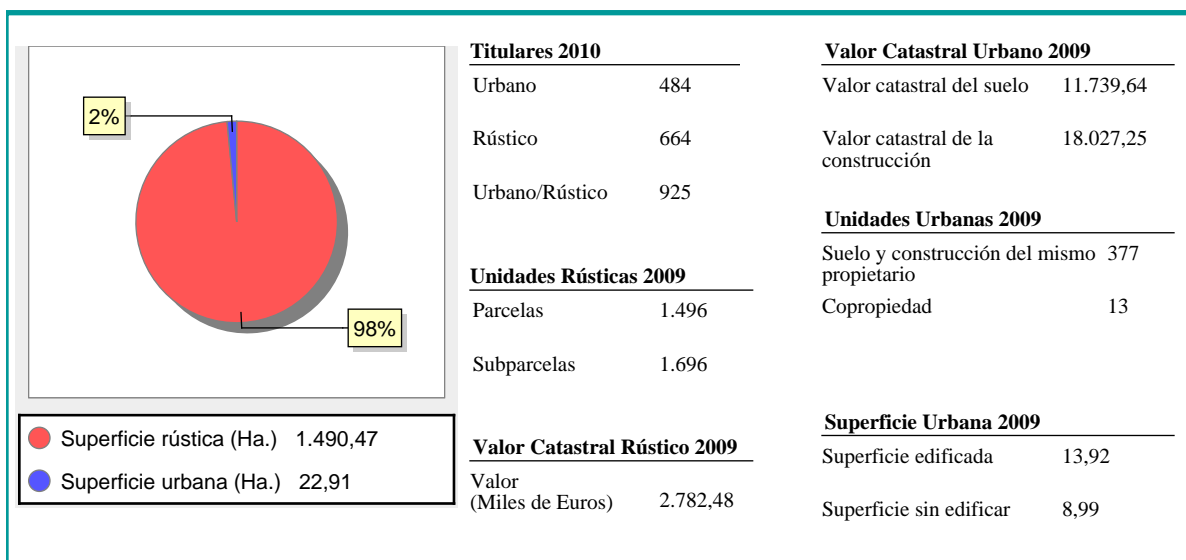 2%
98%
Superficie rústica (Ha.) 1.490,47
Superficie urbana (Ha.) 22,91
Titulares 2010
Urbano 484
Rústico 664
Urbano/Rústico 925
Unidades Rústicas 2009
Parcelas 1.496
Subparcelas 1.696
Valor Catastral Rústico 2009
Valor
(Miles de Euros) 2.782,48
Valor Catastral Urbano 2009
Valor catastral del suelo 11.739,64
Valor catastral de la 18.027,25
construcción
Unidades Urbanas 2009
Suelo y construcción del mismo 377
propietario
Copropiedad 13
Superficie Urbana 2009
Superficie edificada 13,92
Superficie sin edificar 8,99